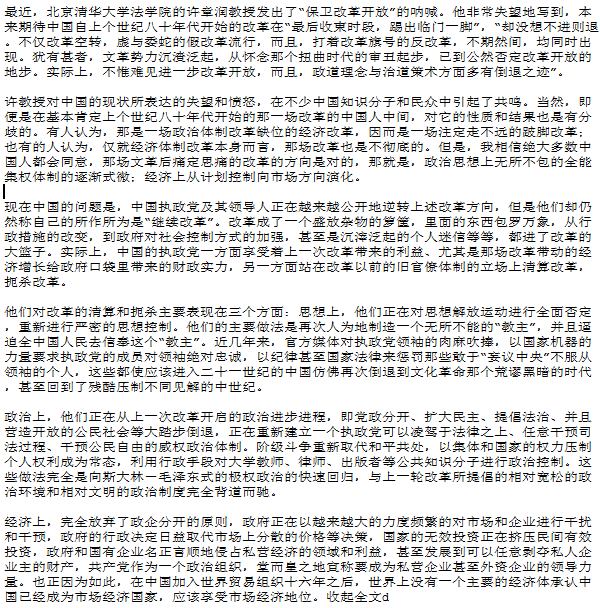 最近，北京清华大学法学院的许章润教授发出了“保卫改革开放”的呐喊。他非常失望地写到，本
来期待中国自上个世纪八十年代开始的改革在“最后收束时段，踢出临门一脚”，“却没想不进则退
。不仅改革空转，虚与委蛇的假改革流行，而且，打着改革旗号的反改革，不期然间，均同时出
现。犹有甚者，文革势力沉渣泛起，从怀念那个扭曲时代的审丑起步，已到公然否定改革开放的
地步。实际上，不惟难见进一步改革开放，而且，政道理念与治道策术方面多有倒退之迹”。
许教授对中国的现状所表达的失望和愤怒，在不少中国知识分子和民众中引起了共鸣。当然，即
便是在基本肯定上个世纪八十年代开始的那一场改革的中国人中间，对它的性质和结果也是有分
歧的。有人认为，那是一场政治体制改革缺位的经济改革，因而是一场注定走不远的跛脚改革；
也有的人认为，仅就经济体制改革本身而言，那场改革也是不彻底的。但是，我相信绝大多数中
国人都会同意，那场文革后痛定思痛的改革的方向是对的，那就是，政治思想上无所不包的全能
集权体制的逐渐式微；经济上从计划控制向市场方向演化。
现在中国的问题是，中国执政党及其领导人正在越来越公开地逆转上述改革方向，但是他们却仍
然称自己的所作所为是“继续改革”。改革成了一个盛放杂物的箩筐，里面的东西包罗万象，从行
政措施的改变，到政府对社会控制方式的加强，甚至是沉滓泛起的个人迷信等等，都进了改革的
大篮子。实际上，中国的执政党一方面享受着上一次改革带来的利益、尤其是那场改革带动的经
济增长给政府口袋里带来的财政实力，另一方面站在改革以前的旧官僚体制的立场上清算改革，
扼杀改革。
他们对改革的清算和扼杀主要表现在三个方面：思想上，他们正在对思想解放运动进行全面否定
，重新进行严密的思想控制。他们的主要做法是再次人为地制造一个无所不能的“教主”，并且逼
迫全中国人民去信奉这个“教主”。近几年来，官方媒体对执政党领袖的肉麻吹捧，以国家机器的
力量要求执政党的成员对领袖绝对忠诚，以纪律甚至国家法律来惩罚那些敢于“妄议中央”不服从
领袖的个人，这些都使应该进入二十一世纪的中国仿佛再次倒退到文化革命那个荒谬黑暗的时代
，甚至回到了残酷压制不同见解的中世纪。
政治上，他们正在从上一次改革开启的政治进步进程，即党政分开、扩大民主、提倡法治、并且
营造开放的公民社会等大踏步倒退，正在重新建立一个执政党可以凌驾于法律之上、任意干预司
法过程、干预公民自由的威权政治体制。阶级斗争重新取代和平共处，以集体和国家的权力压制
个人权利成为常态，利用行政手段对大学教师、律师、出版者等公共知识分子进行政治控制。这
些做法完全是向斯大林－毛泽东式的极权政治的快速回归，与上一轮改革所提倡的相对宽松的政
治环境和相对文明的政治制度完全背道而驰。
经济上，完全放弃了政企分开的原则，政府正在以越来越大的力度频繁的对市场和企业进行干扰
和干预，政府的行政决定日益取代市场上分散的价格等决策，国家的无效投资正在挤压民间有效
投资，政府和国有企业名正言顺地侵占私营经济的领域和利益，甚至发展到可以任意剥夺私人企
业主的财产，共产党作为一个政治组织，堂而皇之地宣称要成为私营企业甚至外资企业的领导力
量。也正因为如此，在中国加入世界贸易组织十六年之后，世界上没有一个主要的经济体承认中
国已经成为市场经济国家，应该享受市场经济地位。收起全文d